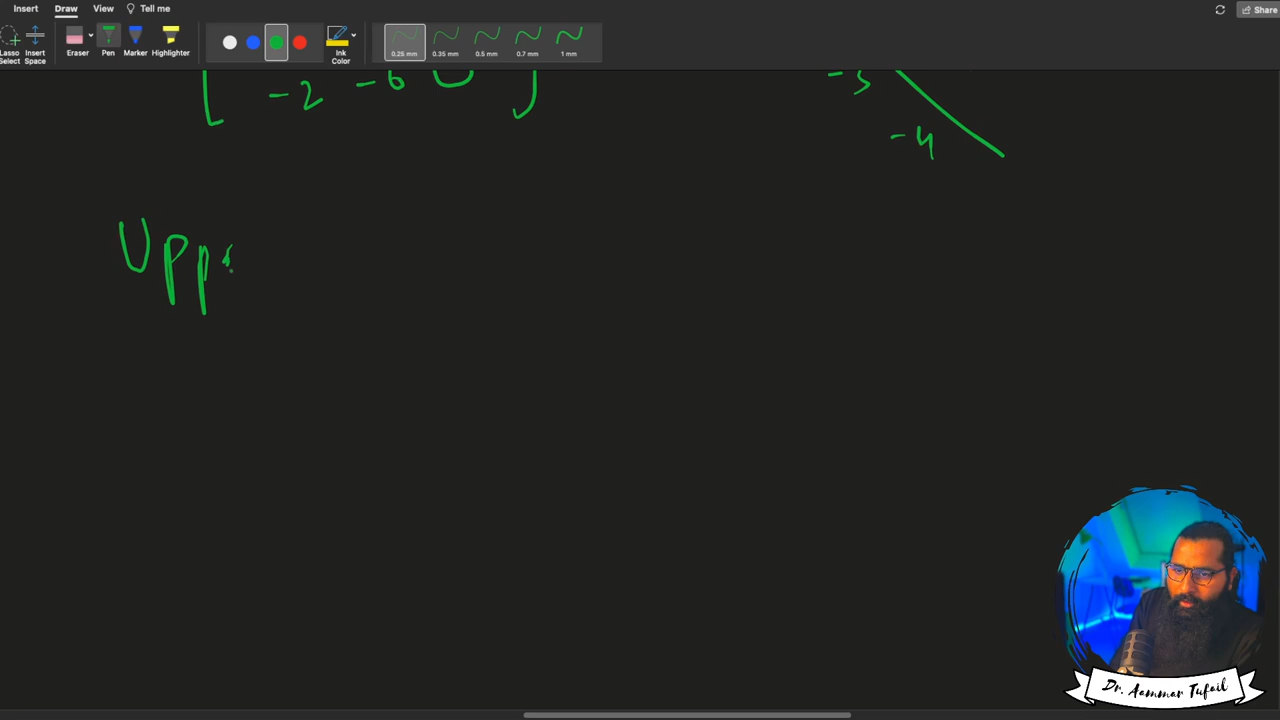 Insert Draw View Tell me
Share
Lasso Select
Insert Space
Eraser
Pen
Marker
Highlighter
Ink Color
0.25 mm
0.35 mm
0.5 mm
0.7 mm
1 mm
-2 -6
-4
Upp
Dr. Aammar Tufail